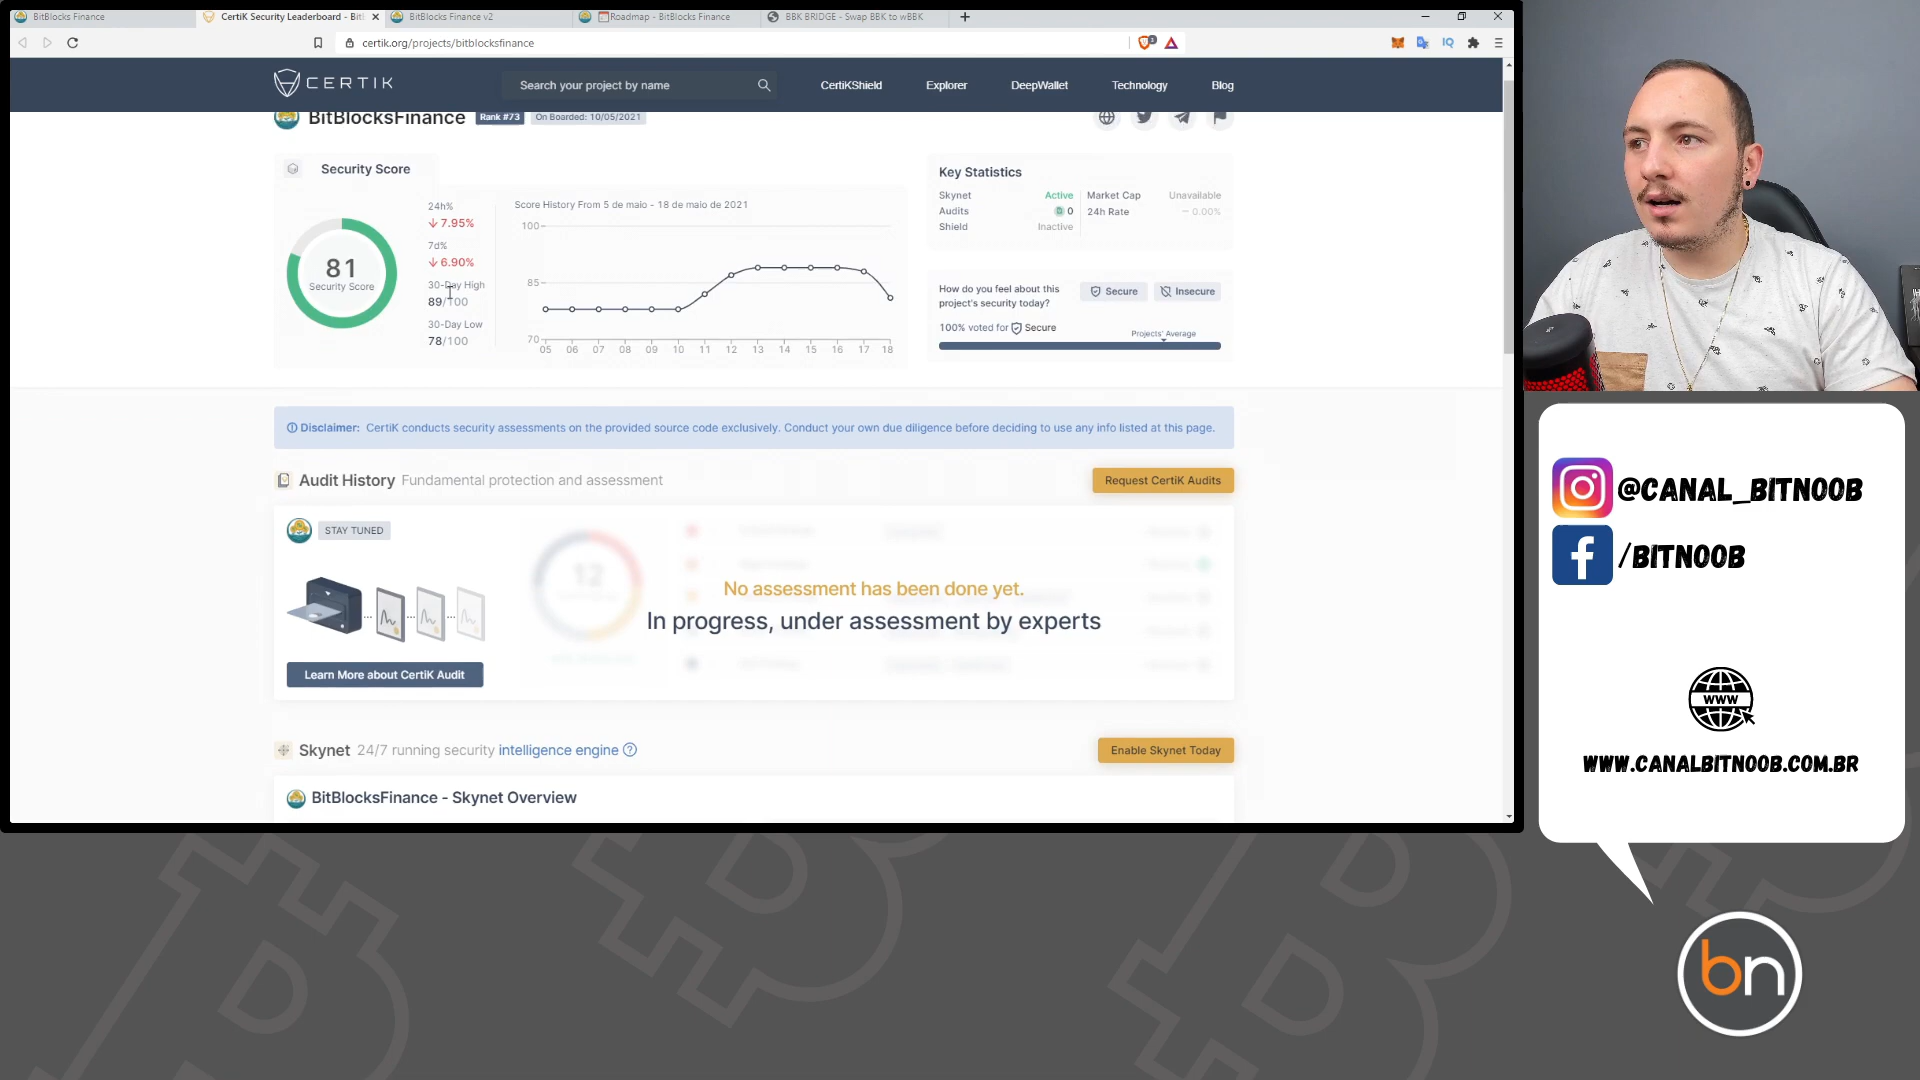 BitBlocks Finance
CertiK Security Leaderboard - Bit
BitBlocks Finance v2
Roadmap - BitBlocks Finance
BBK BRIDGE - Swap BBK to wBBK
certik.org/projects/bitblocksfinance
CERTIK
Search your project by name
CertiKShield
Explorer
DeepWallet
Technology
Blog
BitBlocksFinance
Rank #73
On Boarded: 10/05/2021
Security Score
81
Security Score
24h%
7.95%
7d%
6.90%
30-Day High
89/100
30-Day Low
78/100
Score History From 5 de maio - 18 de maio de 2021
100
85
70
05 06 07 08 09 10 11 12 13 14 15 16 17 18
Key Statistics
Skynet Active
Audits 0
Shield Inactive
Market Cap Unavailable
24h Rate 0.00%
How do you feel about this
project's security today?
Secure
Insecure
100% voted for Secure
Projects' Average
Disclaimer: CertiK conducts security assessments on the provided source code exclusively. Conduct your own due diligence before deciding to use any info listed at this page.
Audit History Fundamental protection and assessment
Request CertiK Audits
STAY TUNED
12
No assessment has been done yet.
In progress, under assessment by experts
Learn More about CertiK Audit
Skynet 24/7 running security intelligence engine
Enable Skynet Today
BitBlocksFinance - Skynet Overview
@CANAL_BITNOOB
/BITNOOB
WWW
WWW.CANALBITNOOB.COM.BR
bn